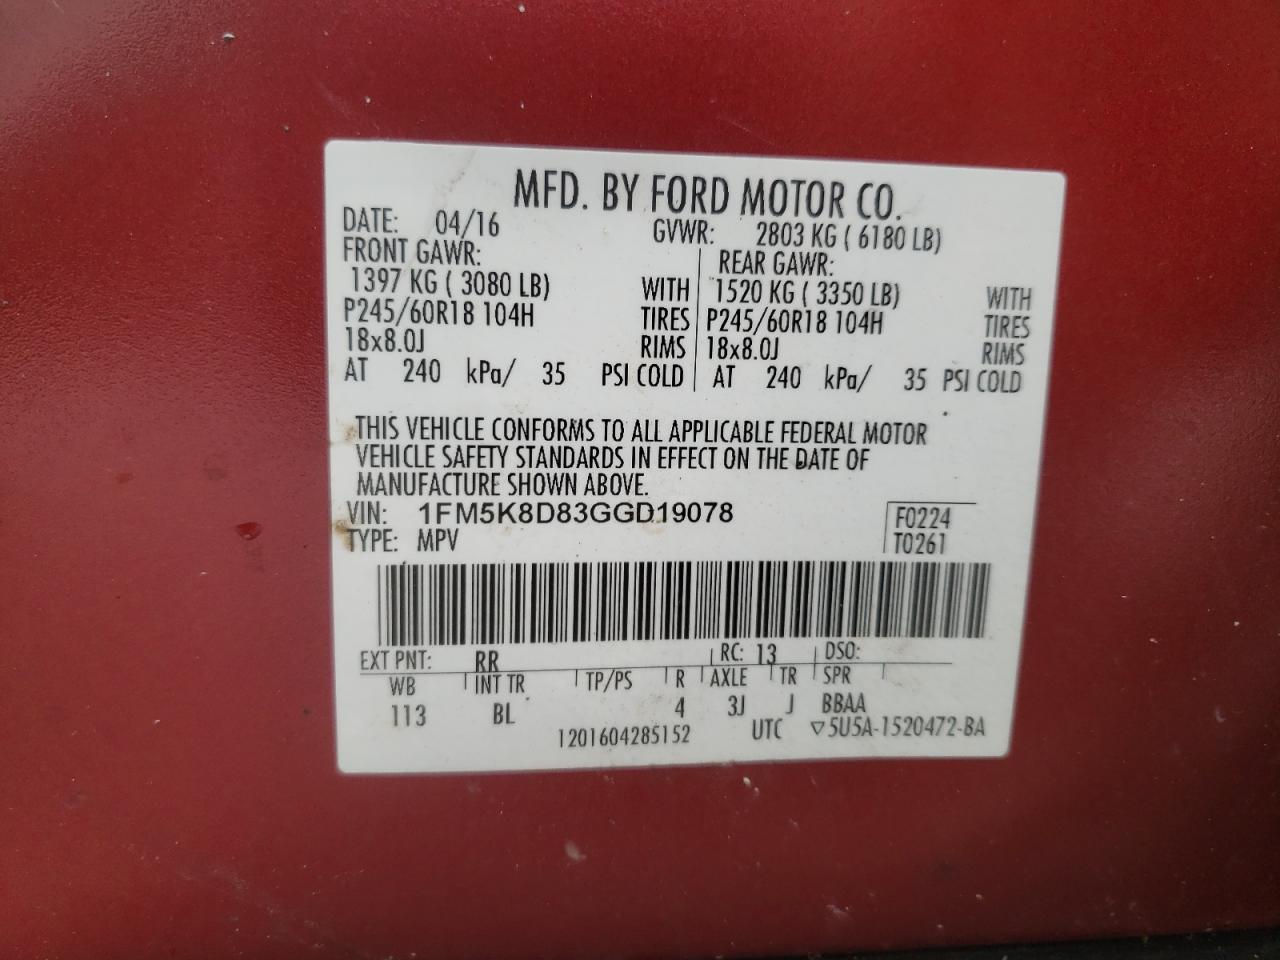 MFD. BY FORD MOTOR CO.
DATE: 04/16 GVWR: 2803 KG ( 6180 LB)
FRONT GAWR: REAR GAWR:
1397 KG ( 3080 LB) WITH 1520 KG ( 3350 LB) WITH
P245/60R18 104H TIRES P245/60R18 104H TIRES
18x8.0J RIMS 18x8.0J RIMS
AT 240 kPa/ 35 PSI COLD AT 240 kPa/ 35 PSI COLD
THIS VEHICLE CONFORMS TO ALL APPLICABLE FEDERAL MOTOR
VEHICLE SAFETY STANDARDS IN EFFECT ON THE DATE OF
MANUFACTURE SHOWN ABOVE.
VIN: 1FM5K8D83GGD19078 F0224
TYPE: MPV T0261
EXT PNT: RR RC: 13 DSO:
WB INT TR TP/PS R AXLE TR SPR
113 BL 4 3J J BBAA
1201604285152 UTC ▽5U5A-1520472-BA